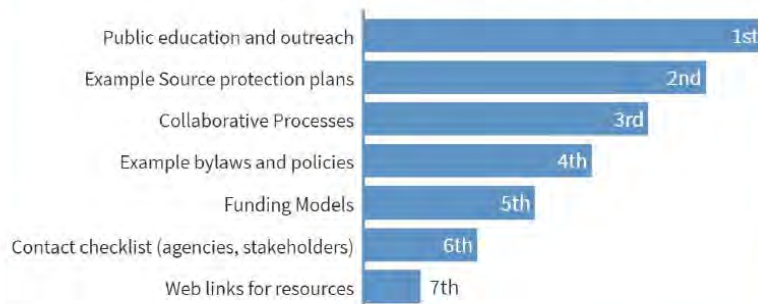 Public education and outreach 1st
Example Source protection plans 2nd
Collaborative Processes 3rd
Example bylaws and policies 4th
Funding Models 5th
Contact checklist (agencies, stakeholders) 6th
Web links for resources 7th